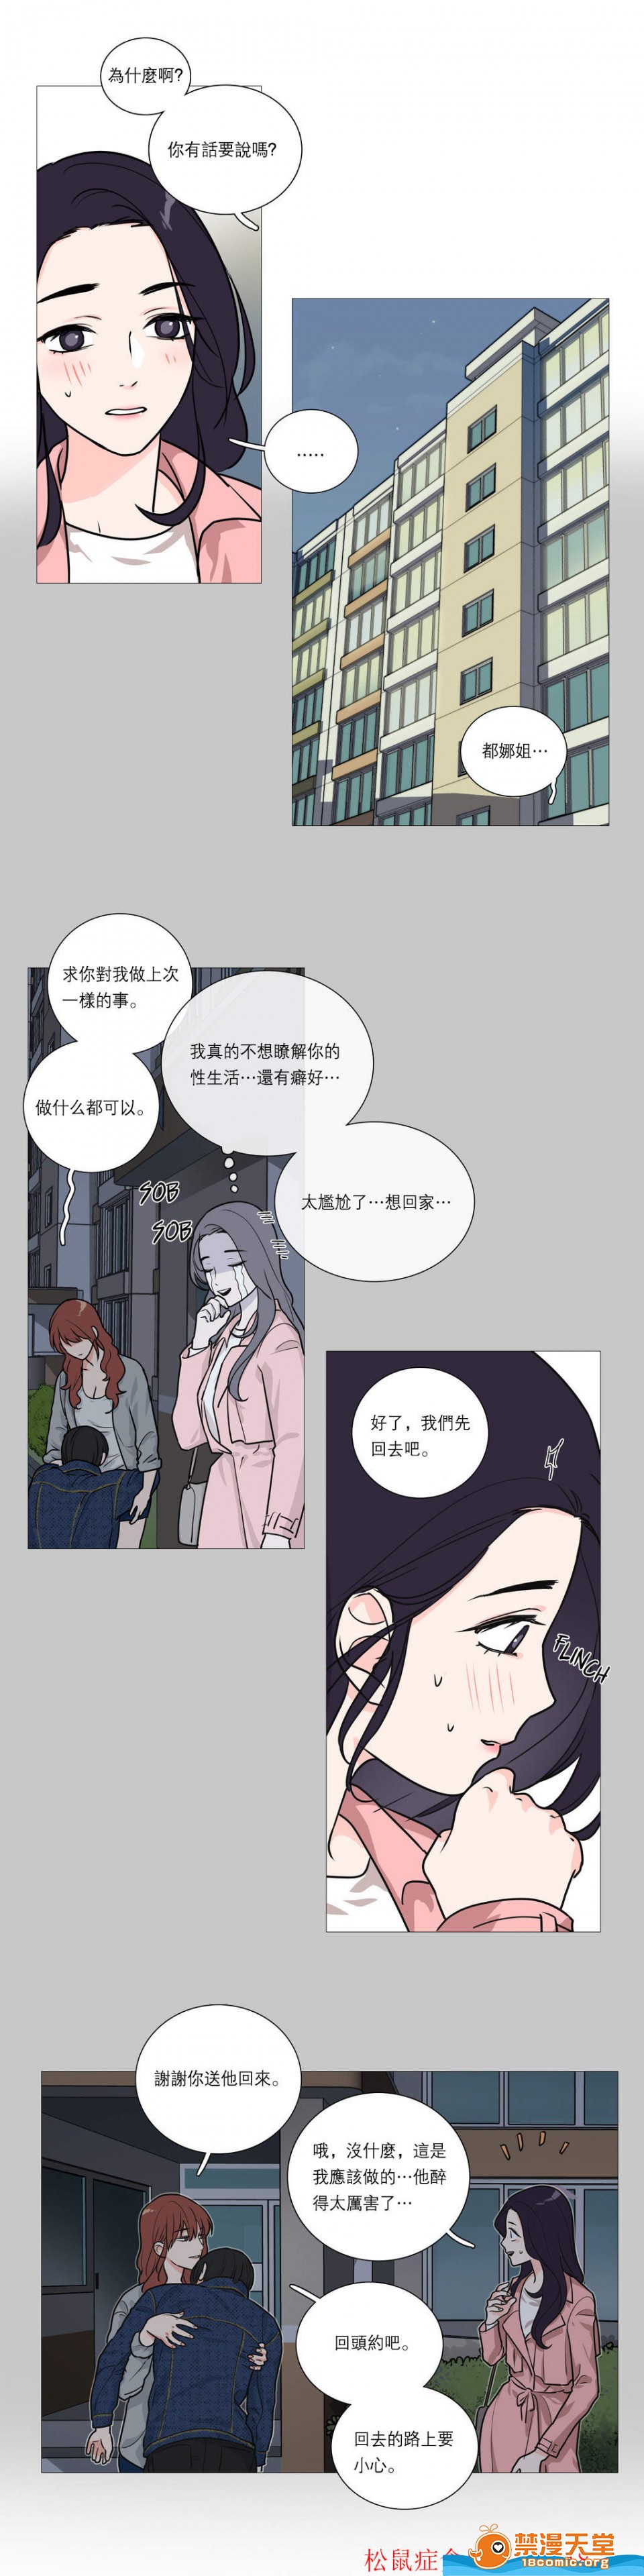 為什麼啊?
你有話要說嗎?
.....
都娜姐…
求你對我做上次
一樣的事。
做什么都可以。
我真的不想瞭解你的
性生活…還有癖好…
太尷尬了…想回家…
SOB
SOB
好了，我們先
回去吧。
FLINCH
謝謝你送他回來。
哦，沒什麼，這是
我應該做的…他醉
得太厲害了…
回頭約吧。
回去的路上要
小心。
松鼠症
禁漫天堂
18comic.org